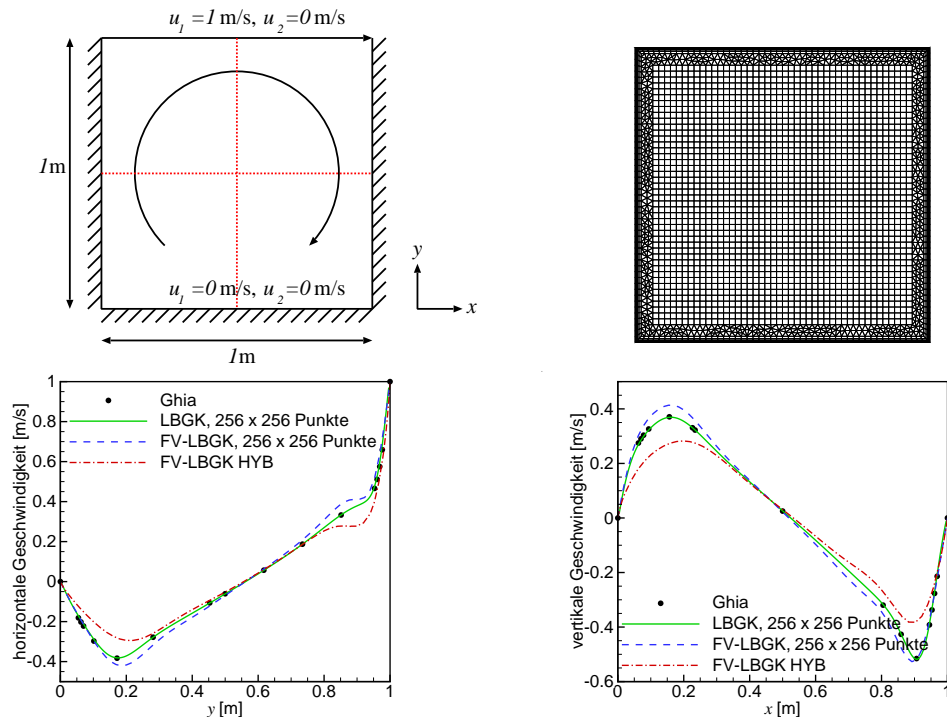 u1=1 m/s, u2=0 m/s
1m
u1=0 m/s, u2=0 m/s
y
x
1m
horizontale Geschwindigkeit [m/s]
1
0.8
0.6
0.4
0.2
0
-0.2
-0.4
Ghia
LBGK, 256 x 256 Punkte
FV-LBGK, 256 x 256 Punkte
FV-LBGK HYB
0 0.2 0.4 0.6 0.8 1
y [m]
vertikale Geschwindigkeit [m/s]
0.4
0.2
0
-0.2
-0.4
-0.6
Ghia
LBGK, 256 x 256 Punkte
FV-LBGK, 256 x 256 Punkte
FV-LBGK HYB
0 0.2 0.4 0.6 0.8 1
x [m]